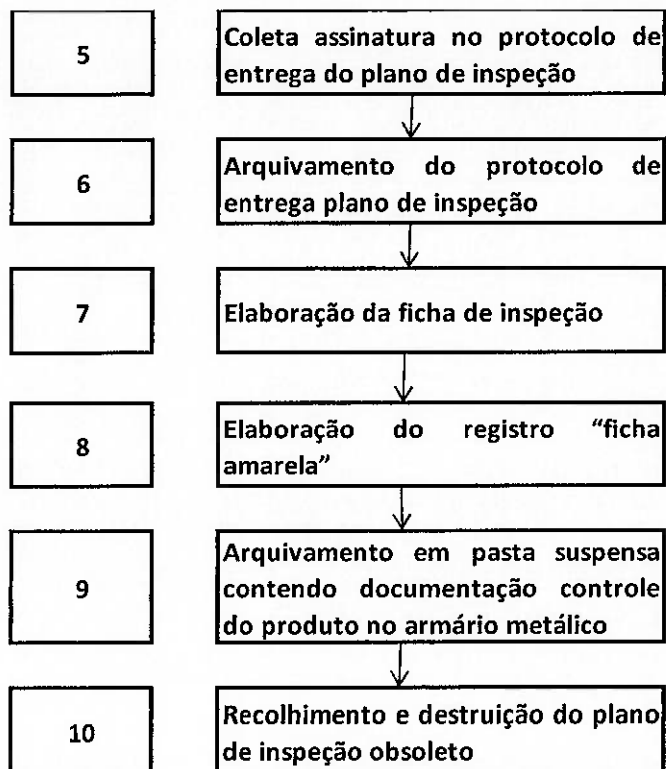 5
Coleta assinatura no protocolo de
entrega do plano de inspeção
6
Arquivamento do protocolo de
entrega plano de inspeção
7
Elaboração da ficha de inspeção
8
Elaboração do registro “ficha
amarela”
9
Arquivamento em pasta suspensa
contendo documentação controle
do produto no armário metálico
10
Recolhimento e destruição do plano
de inspeção obsoleto